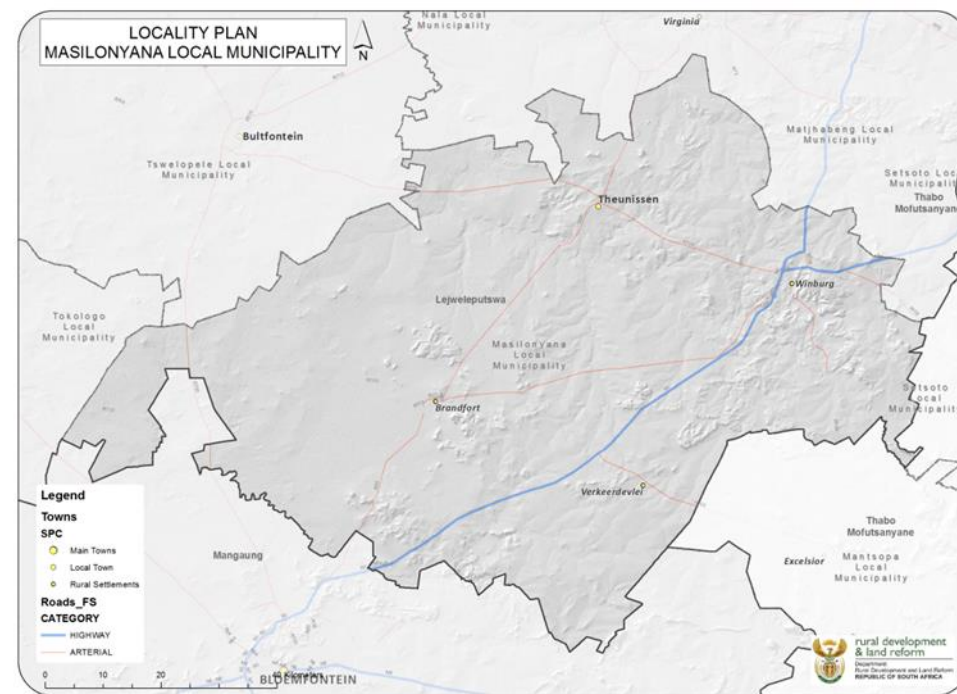 LOCALITY PLAN
MASILONYANA LOCAL MUNICIPALITY
N
Nala Local
Municipality
Virginia
Bultfontein
Matjhabeng Local
Municipality
Tswelopele Local
Municipality
Setsoto Loca
Municipality
Thabo
Mofutsanyane
Theunissen
Winburg
Lejweleputswa
Tokologo
Local
Municipality
Masilonyana
Local
Municipality
Setsoto
Local
Municipality
Brandfort
Verkeerdevlei
Legend
Towns
SPC
Main Towns
Local Town
Rural Settlements
Roads_FS
CATEGORY
HIGHWAY
ARTERIAL
Mangaung
Thabo
Mofutsanyane
Excelsior
Mantsopa
Local
Municipality
0 10 20 40 Kilometers
BLOEMFONTEIN
rural development
& land reform
Department:
Rural Development and Land Reform
REPUBLIC OF SOUTH AFRICA